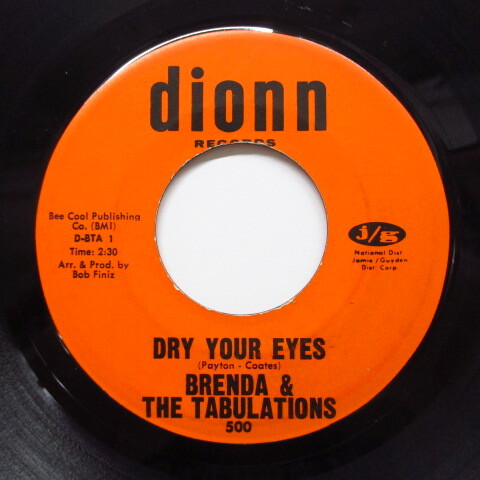 dionn
RECORDS
Bee Cool Publishing
Co. (BMI)
D-BTA 1
Time: 2:30
Arr. & Prod. by
Bob Finiz
j/g
National Dist
Jamie/Guyden
Dist Corp.
DRY YOUR EYES
(Payton - Coates)
BRENDA &
THE TABULATIONS
500